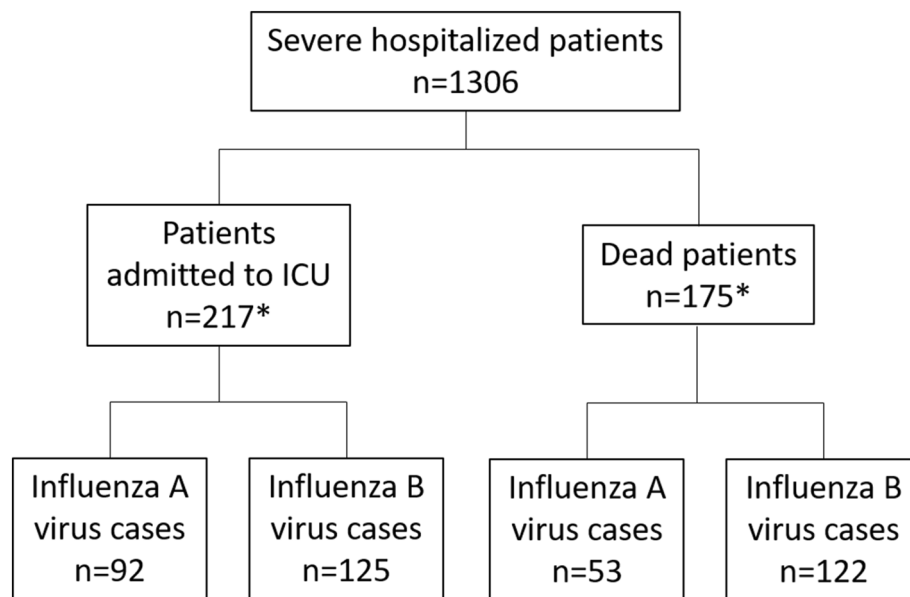 Severe hospitalized patients
n=1306
Patients
admitted to ICU
n=217*
Dead patients
n=175*
Influenza A
virus cases
n=92
Influenza B
virus cases
n=125
Influenza A
virus cases
n=53
Influenza B
virus cases
n=122